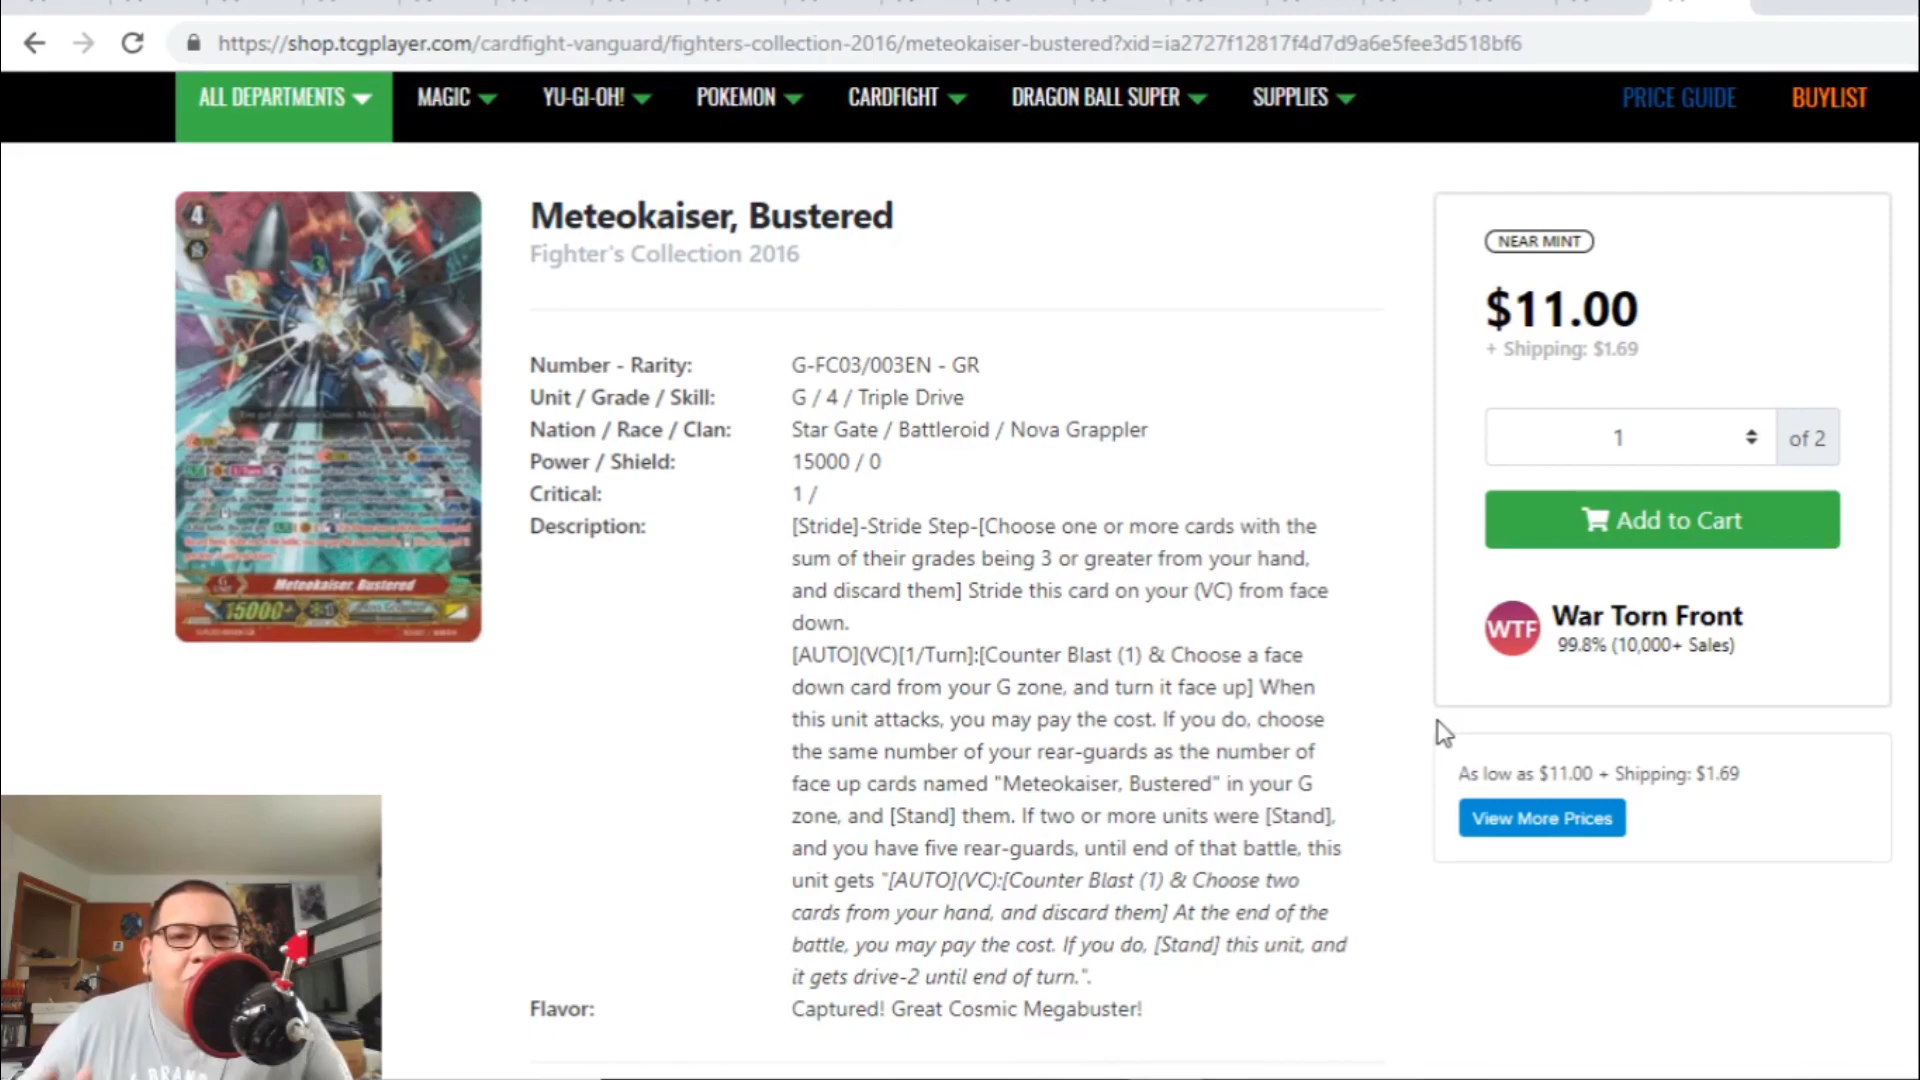 https://shop.tcgplayer.com/cardfight-vanguard/fighters-collection-2016/meteokaiser-bustered?xid=ia2727f12817f4d7d9a6e5fee3d518bf6
ALL DEPARTMENTS MAGIC YU-GI-OH! POKEMON CARDFIGHT DRAGON BALL SUPER SUPPLIES PRICE GUIDE BUYLIST
4
Meteokaiser, Bustered
15000+
Meteokaiser, Bustered
Fighter's Collection 2016
Number - Rarity: G-FC03/003EN - GR
Unit / Grade / Skill: G / 4 / Triple Drive
Nation / Race / Clan: Star Gate / Battleroid / Nova Grappler
Power / Shield: 15000 / 0
Critical: 1 /
Description: [Stride]-Stride Step-[Choose one or more cards with the
sum of their grades being 3 or greater from your hand,
and discard them] Stride this card on your (VC) from face
down.
[AUTO](VC)[1/Turn]:[Counter Blast (1) & Choose a face
down card from your G zone, and turn it face up] When
this unit attacks, you may pay the cost. If you do, choose
the same number of your rear-guards as the number of
face up cards named "Meteokaiser, Bustered" in your G
zone, and [Stand] them. If two or more units were [Stand],
and you have five rear-guards, until end of that battle, this
unit gets "[AUTO](VC):[Counter Blast (1) & Choose two
cards from your hand, and discard them] At the end of the
battle, you may pay the cost. If you do, [Stand] this unit, and
it gets drive-2 until end of turn.".
Flavor: Captured! Great Cosmic Megabuster!
NEAR MINT
$11.00
+ Shipping: $1.69
1 of 2
Add to Cart
WTF War Torn Front
99.8% (10,000+ Sales)
As low as $11.00 + Shipping: $1.69
View More Prices
BRAND